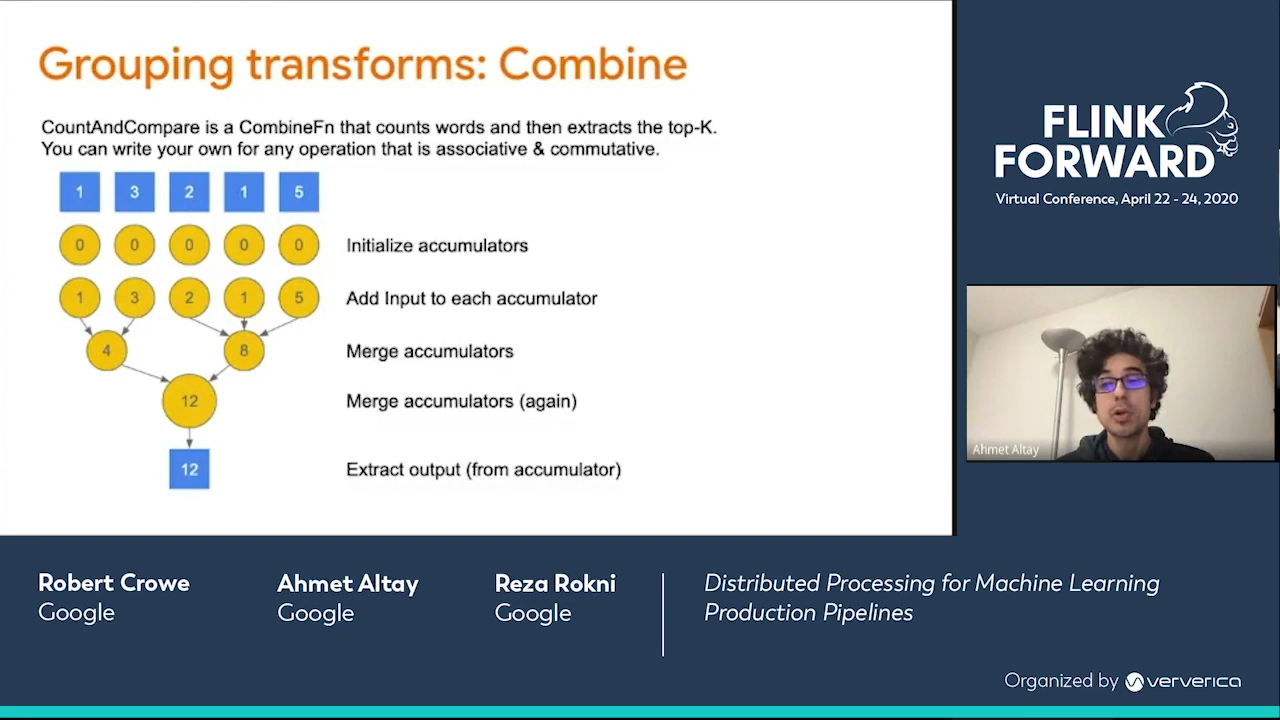 Grouping transforms: Combine
CountAndCompare is a CombineFn that counts words and then extracts the top-K.
You can write your own for any operation that is associative & commutative.
1 3 2 1 5
0 0 0 0 0 Initialize accumulators
1 3 2 1 5 Add Input to each accumulator
4 8 Merge accumulators
12 Merge accumulators (again)
12 Extract output (from accumulator)
FLINK
FORWARD
Virtual Conference, April 22 - 24, 2020
Ahmet Altay
Robert Crowe
Google
Ahmet Altay
Google
Reza Rokni
Google
Distributed Processing for Machine Learning
Production Pipelines
Organized by ververica